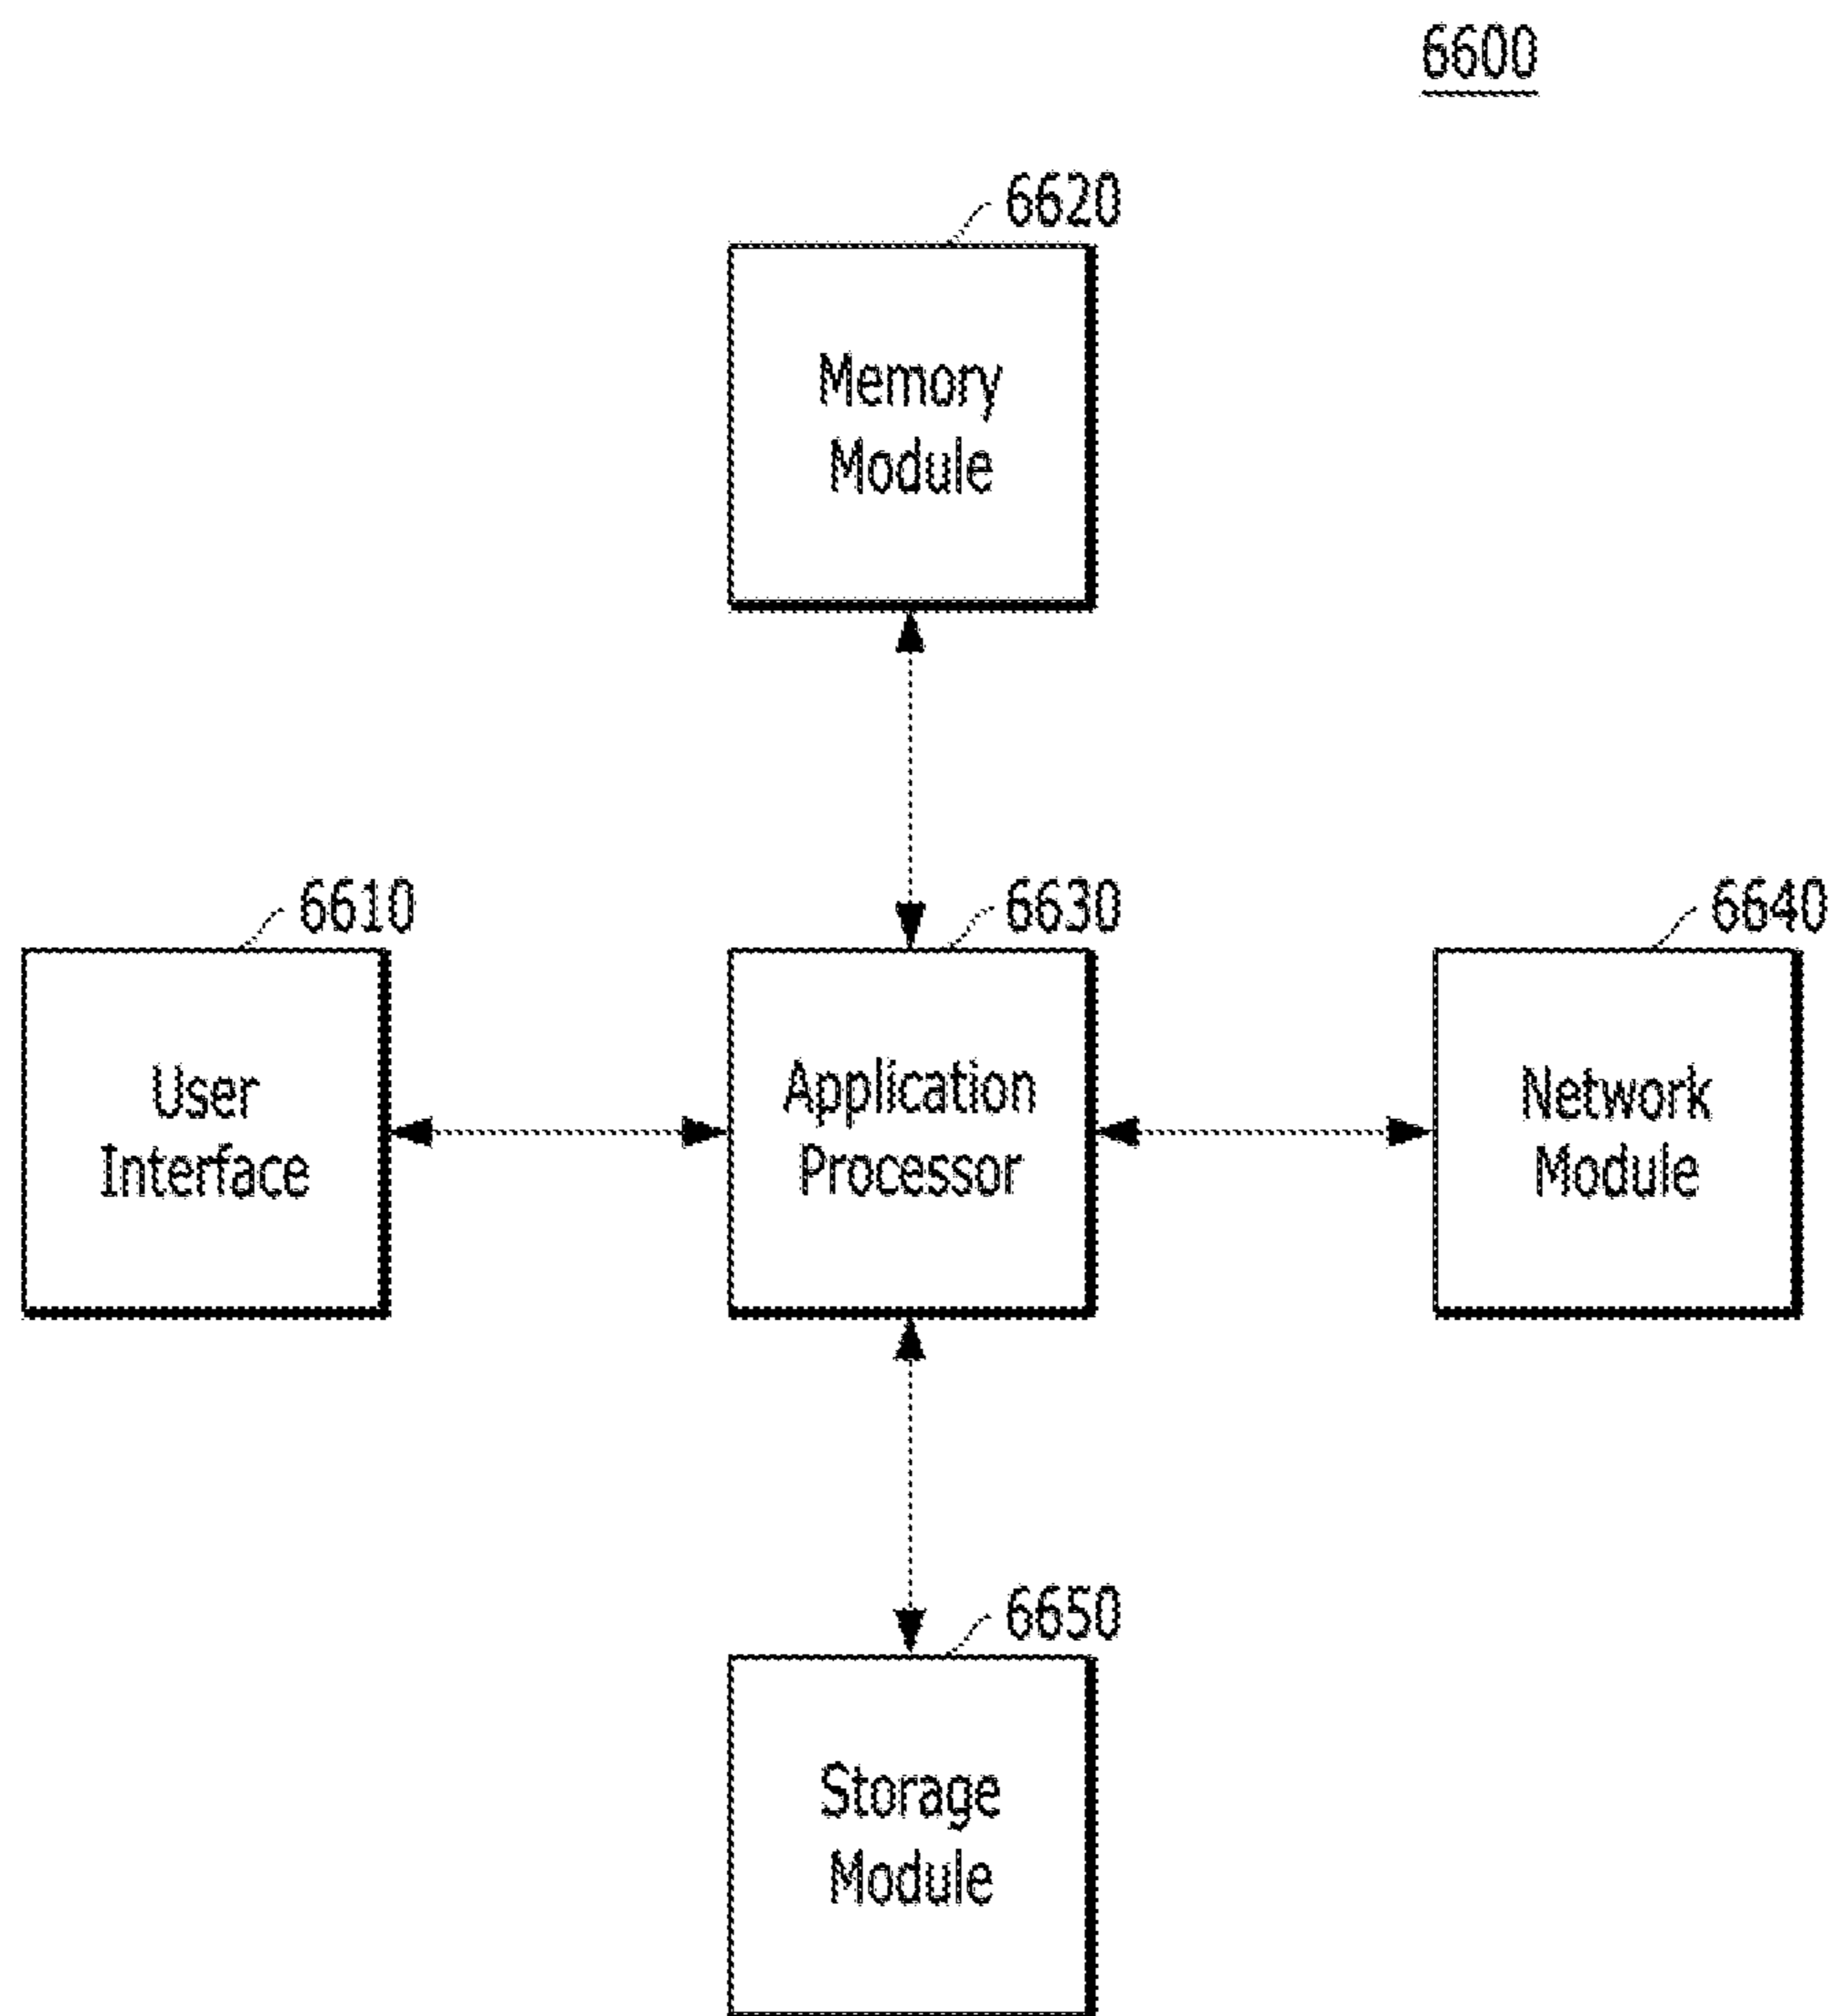 6600
6620
Memory
Module
6610
6630
6640
User
Interface
Application
Processor
Network
Module
6650
Storage
Module